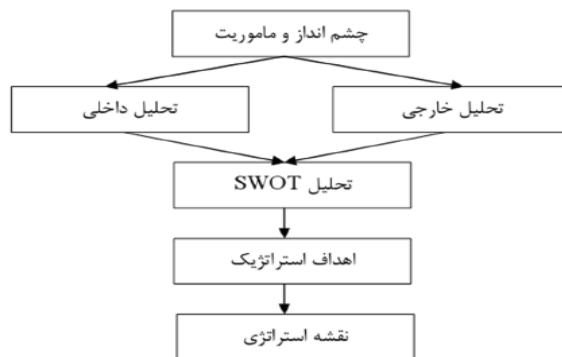 چشم انداز و ماموریت
تحلیل خارجی
تحلیل داخلی
تحلیل SWOT
اهداف استراتژیک
نقشه استراتژی